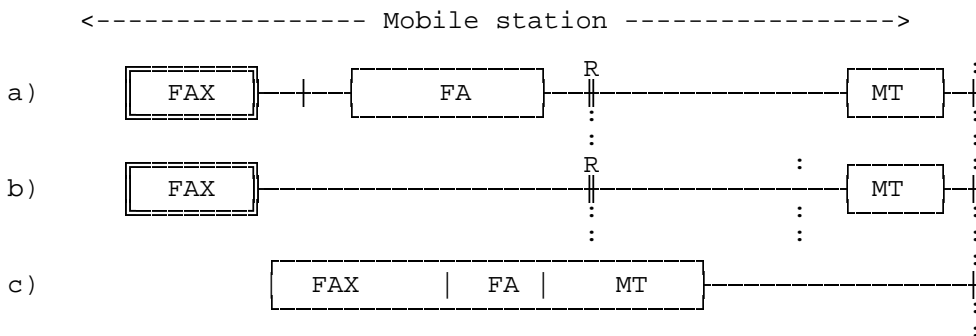 <----------------- Mobile station ----------------->
R
a) FAX FA MT
R
b) FAX MT
c) FAX | FA | MT